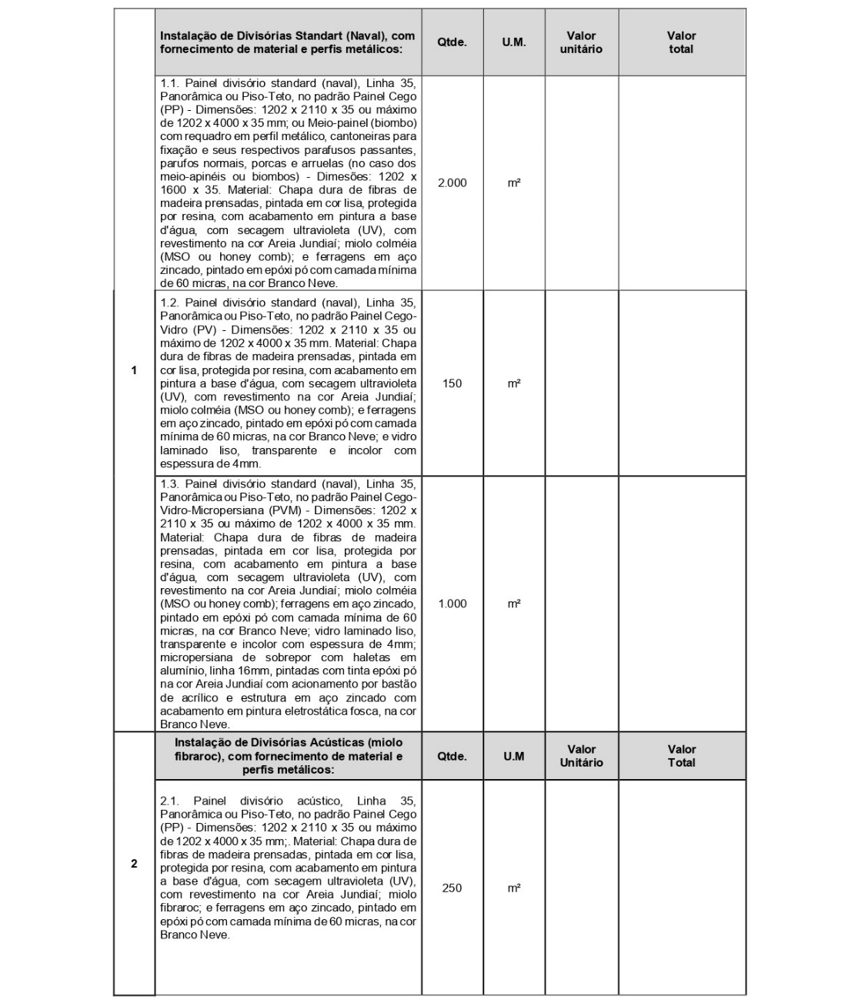 Instalação de Divisórias Standart (Naval), com
fornecimento de material e perfis metálicos:
Qtde.
U.M.
Valor
unitário
Valor
total
1
1.1. Painel divisório standard (naval), Linha 35,
Panorâmica ou Piso-Teto, no padrão Painel Cego
(PP) - Dimensões: 1202 x 2110 x 35 ou máximo
de 1202 x 4000 x 35 mm; ou Meio-painel (biombo)
com requadro em perfil metálico, cantoneiras para
fixação e seus respectivos parafusos passantes,
parufos normais, porcas e arruelas (no caso dos
meio-apinéis ou biombos) - Dimesões: 1202 x
1600 x 35. Material: Chapa dura de fibras de
madeira prensadas, pintada em cor lisa, protegida
por resina, com acabamento em pintura a base
d'água, com secagem ultravioleta (UV), com
revestimento na cor Areia Jundiaí; miolo colméia
(MSO ou honey comb); e ferragens em aço
zincado, pintado em epóxi pó com camada mínima
de 60 micras, na cor Branco Neve.
2.000
m²
1.2. Painel divisório standard (naval), Linha 35,
Panorâmica ou Piso-Teto, no padrão Painel Cego-
Vidro (PV) - Dimensões: 1202 x 2110 x 35 ou
máximo de 1202 x 4000 x 35 mm. Material: Chapa
dura de fibras de madeira prensadas, pintada em
cor lisa, protegida por resina, com acabamento em
pintura a base d'água, com secagem ultravioleta
(UV), com revestimento na cor Areia Jundiaí;
miolo colméia (MSO ou honey comb); e ferragens
em aço zincado, pintado em epóxi pó com camada
mínima de 60 micras, na cor Branco Neve; e vidro
laminado liso, transparente e incolor com
espessura de 4mm.
150
m²
1.3. Painel divisório standard (naval), Linha 35,
Panorâmica ou Piso-Teto, no padrão Painel Cego-
Vidro-Micropersiana (PVM) - Dimensões: 1202 x
2110 x 35 ou máximo de 1202 x 4000 x 35 mm.
Material: Chapa dura de fibras de madeira
prensadas, pintada em cor lisa, protegida por
resina, com acabamento em pintura a base
d'água, com secagem ultravioleta (UV), com
revestimento na cor Areia Jundiaí; miolo colméia
(MSO ou honey comb); ferragens em aço zincado,
pintado em epóxi pó com camada mínima de 60
micras, na cor Branco Neve; vidro laminado liso,
transparente e incolor com espessura de 4mm;
micropersiana de sobrepor com haletas em
alumínio, linha 16mm, pintadas com tinta epóxi pó
na cor Areia Jundiaí com acionamento por bastão
de acrílico e estrutura em aço zincado com
acabamento em pintura eletrostática fosca, na cor
Branco Neve.
1.000
m²
2
Instalação de Divisórias Acústicas (miolo
fibraroc), com fornecimento de material e
perfis metálicos:
Qtde.
U.M
Valor
Unitário
Valor
Total
2.1. Painel divisório acústico, Linha 35,
Panorâmica ou Piso-Teto, no padrão Painel Cego
(PP) - Dimensões: 1202 x 2110 x 35 ou máximo
de 1202 x 4000 x 35 mm;. Material: Chapa dura de
fibras de madeira prensadas, pintada em cor lisa,
protegida por resina, com acabamento em pintura
a base d'água, com secagem ultravioleta (UV),
com revestimento na cor Areia Jundiaí; miolo
fibraroc; e ferragens em aço zincado, pintado em
epóxi pó com camada mínima de 60 micras, na cor
Branco Neve.
250
m²